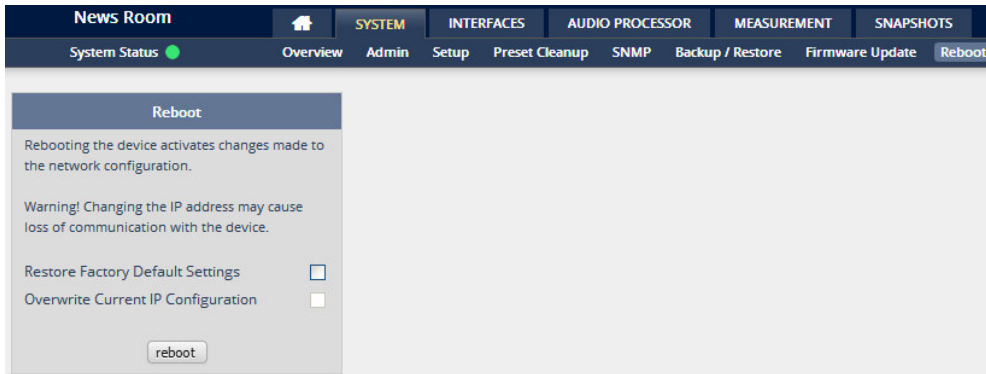 News Room
SYSTEM INTERFACES AUDIO PROCESSOR MEASUREMENT SNAPSHOTS
System Status Overview Admin Setup Preset Cleanup SNMP Backup / Restore Firmware Update Reboot
Reboot
Rebooting the device activates changes made to
the network configuration.
Warning! Changing the IP address may cause
loss of communication with the device.
Restore Factory Default Settings
Overwrite Current IP Configuration
reboot